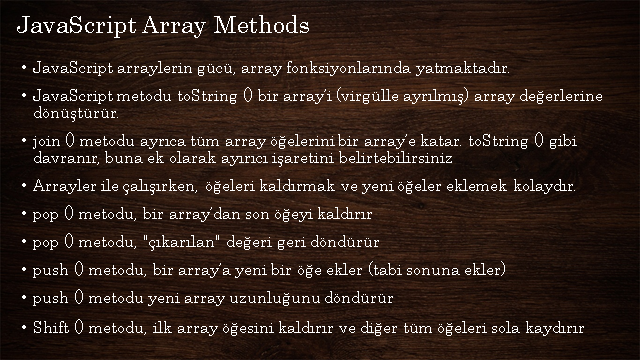 JavaScript Array Methods
• JavaScript arraylerin gücü, array fonksiyonlarında yatmaktadır.
• JavaScript metodu toString () bir array'i (virgülle ayrılmış) array değerlerine
dönüştürür.
• join () metodu ayrıca tüm array öğelerini bir array'e katar. toString () gibi
davranır, buna ek olarak ayırıcı işaretini belirtebilirsiniz
• Arrayler ile çalışırken, öğeleri kaldırmak ve yeni öğeler eklemek kolaydır.
• pop () metodu, bir array'dan son öğeyi kaldırır
• pop () metodu, "çıkarılan" değeri geri döndürür
• push () metodu, bir array'a yeni bir öğe ekler (tabi sonuna ekler)
• push () metodu yeni array uzunluğunu döndürür
• Shift () metodu, ilk array öğesini kaldırır ve diğer tüm öğeleri sola kaydırır